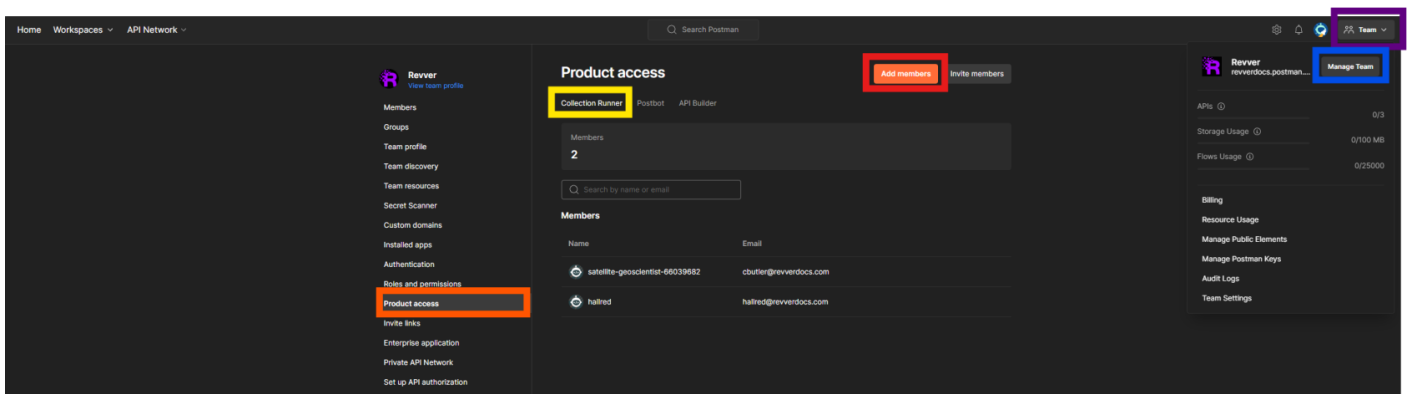 Home Workspaces API Network Search Postman Team
Revver
View team profile
Members
Groups
Team profile
Team discovery
Team resources
Secret Scanner
Custom domains
Installed apps
Authentication
Roles and permissions
Product access
Invite links
Enterprise application
Private API Network
Set up API authorization
Product access
Add members Invite members
Collection Runner Postbot API Builder
Members
2
Search by name or email
Members
Name Email
satellite-geoscientist-66039682 cbutler@revverdocs.com
hallred hallred@revverdocs.com
Revver
revverdocs.postman....
Manage Team
APIs
0/3
Storage Usage
0/100 MB
Flows Usage
0/25000
Billing
Resource Usage
Manage Public Elements
Manage Postman Keys
Audit Logs
Team Settings